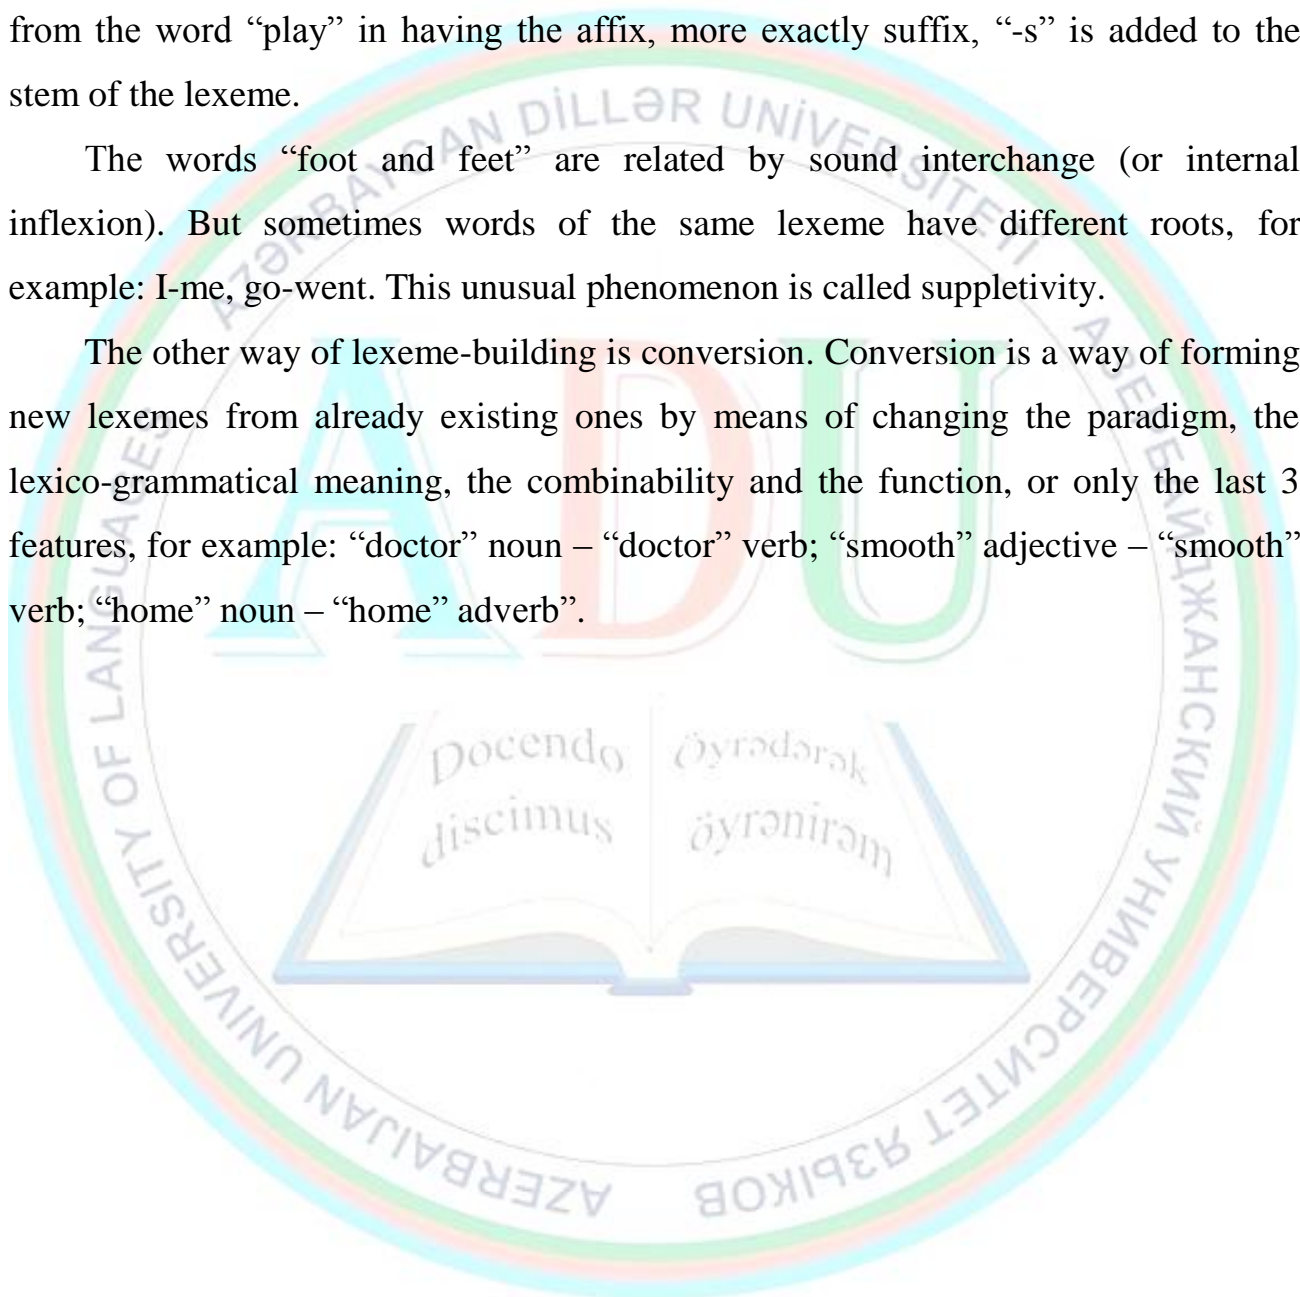 from the word “play” in having the affix, more exactly suffix, “-s” is added to the
stem of the lexeme.
The words “foot and feet” are related by sound interchange (or internal
inflexion). But sometimes words of the same lexeme have different roots, for
example: I-me, go-went. This unusual phenomenon is called suppletivity.
The other way of lexeme-building is conversion. Conversion is a way of forming
new lexemes from already existing ones by means of changing the paradigm, the
lexico-grammatical meaning, the combinability and the function, or only the last 3
features, for example: “doctor” noun – “doctor” verb; “smooth” adjective – “smooth”
verb; “home” noun – “home” adverb”.
AZƏRBAYCAN DİLLƏR UNİVERSİTETİ
АЗЕРБАЙДЖАНСКИЙ УНИВЕРСИТЕТ ЯЗЫКОВ
AZERBAIJAN UNIVERSITY OF LANGUAGES
ADU
Docendo
discimus
Öyrədərək
öyrənirəm